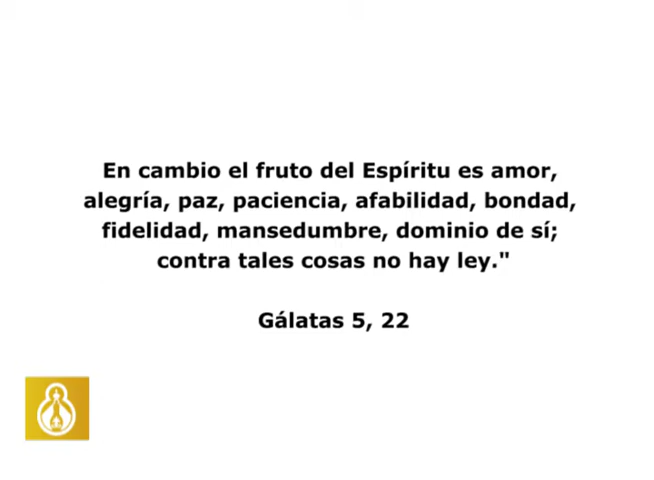 En cambio el fruto del Espíritu es amor,
alegría, paz, paciencia, afabilidad, bondad,
fidelidad, mansedumbre, dominio de sí;
contra tales cosas no hay ley."
Gálatas 5, 22